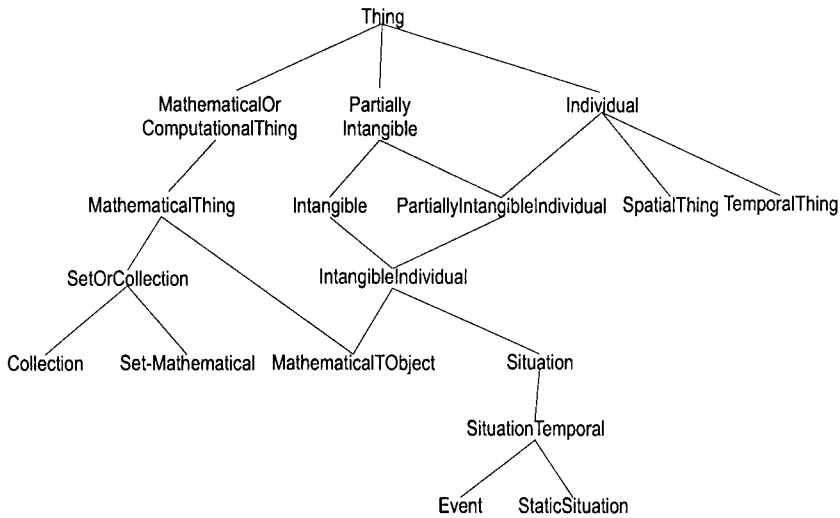 Thing
MathematicalOr
ComputationalThing
Partially
Intangible
Individual
MathematicalThing
Intangible
PartiallyIntangibleIndividual
SpatialThing
TemporalThing
SetOrCollection
IntangibleIndividual
Collection
Set-Mathematical
MathematicalTObject
Situation
SituationTemporal
Event
StaticSituation